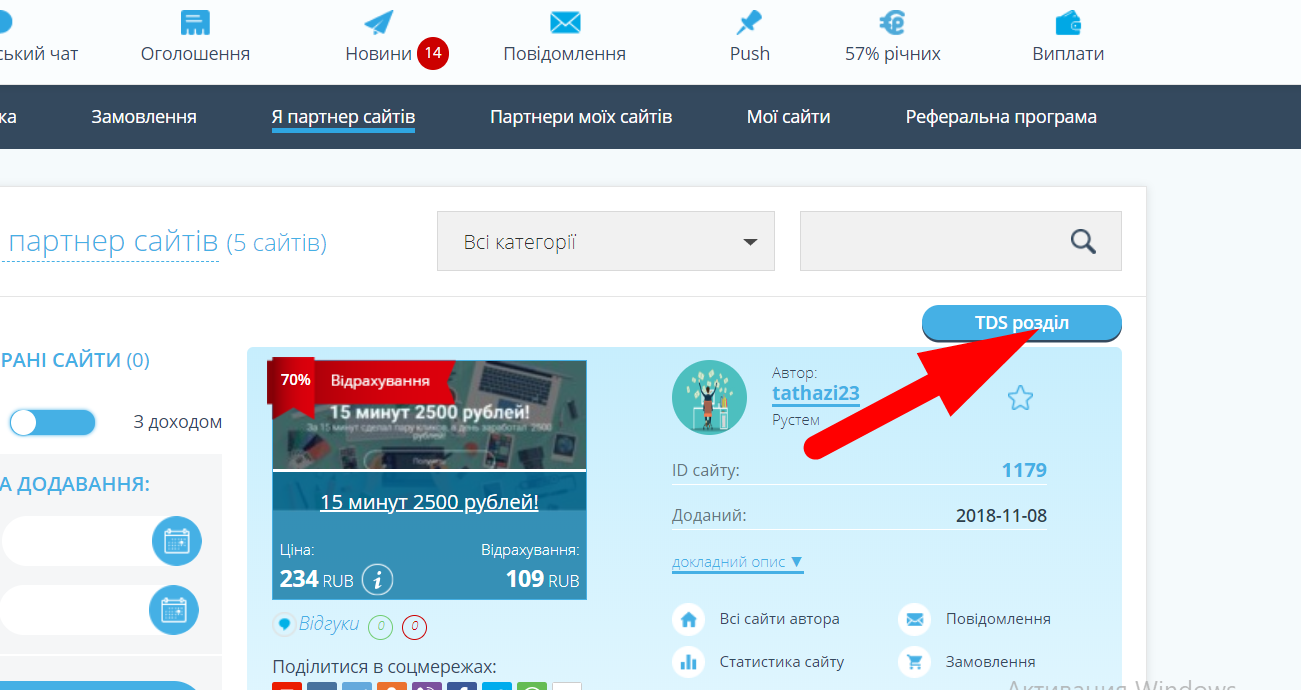 ський чат
Оголошення
Новини 14
Повідомлення
Push
57% річних
Виплати
ка
Замовлення
Я партнер сайтів
Партнери моїх сайтів
Мої сайти
Реферальна програма
партнер сайтів (5 сайтів)
Всі категорії
TDS розділ
РАНІ САЙТИ (0)
З доходом
А ДОДАВАННЯ:
70% Відрахування
15 минут 2500 рублей!
За 15 минут сделал пару кликов, а день заработал 2500
рублей!
15 минут 2500 рублей!
Ціна:
Відрахування:
234 RUB i
109 RUB
Відгуки 0 0
Поділитися в соцмережах:
Автор:
tathazi23
Рустем
ID сайту: 1179
Доданий: 2018-11-08
докладний опис ▼
Всі сайти автора
Повідомлення
Статистика сайту
Замовлення
Активация Windows